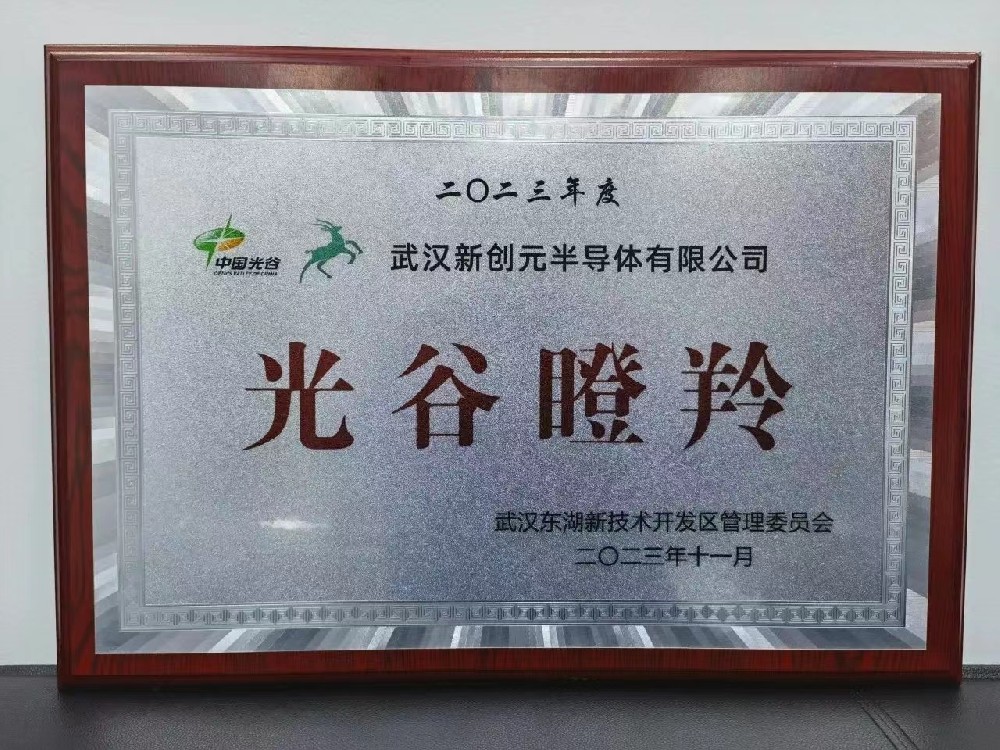 二〇二三年度
中国光谷
武汉新创元半导体有限公司
光谷瞪羚
武汉东湖新技术开发区管理委员会
二〇二三年十一月